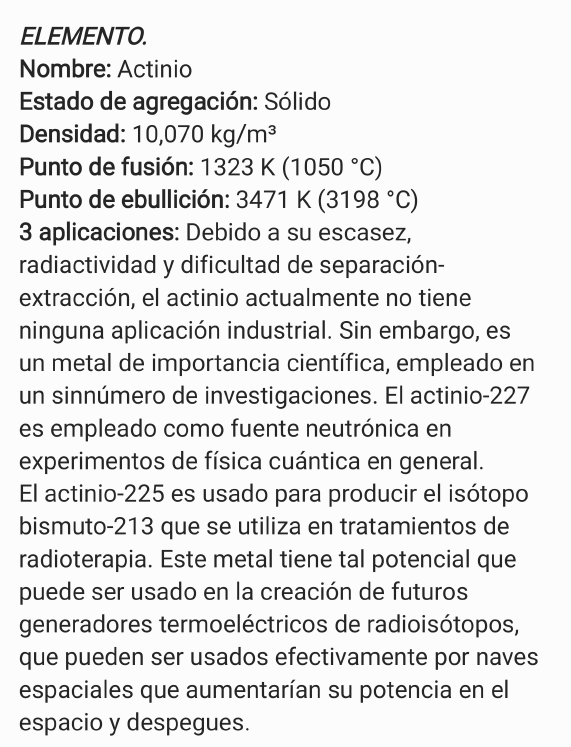 ELEMENTO.
Nombre: Actinio
Estado de agregación: Sólido
Densidad: 10,070 kg/m³
Punto de fusión: 1323 K (1050 °C)
Punto de ebullición: 3471 K (3198 °C)
3 aplicaciones: Debido a su escasez,
radiactividad y dificultad de separación-
extracción, el actinio actualmente no tiene
ninguna aplicación industrial. Sin embargo, es
un metal de importancia científica, empleado en
un sinnúmero de investigaciones. El actinio-227
es empleado como fuente neutrónica en
experimentos de física cuántica en general.
El actinio-225 es usado para producir el isótopo
bismuto-213 que se utiliza en tratamientos de
radioterapia. Este metal tiene tal potencial que
puede ser usado en la creación de futuros
generadores termoeléctricos de radioisótopos,
que pueden ser usados efectivamente por naves
espaciales que aumentarían su potencia en el
espacio y despegues.